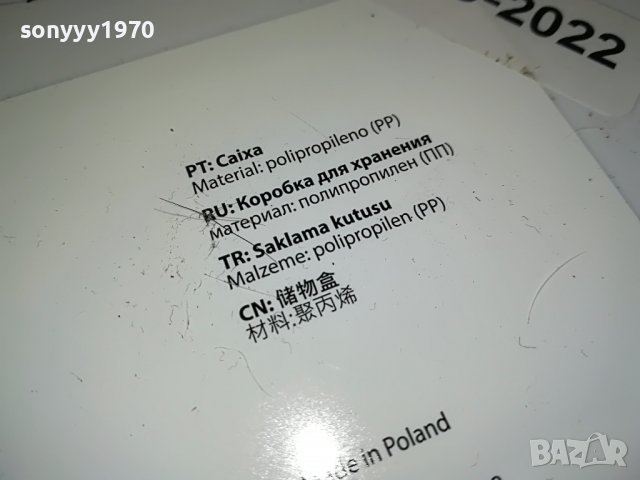 sonyyy1970
-2022
PT: Caixa
Material: polipropileno (PP)
RU: Коробка для хранения
материал: полипропилен (ПП)
TR: Saklama kutusu
Malzeme: polipropilen (PP)
CN: 储物盒
材料:聚丙烯
in Poland
BAZAR